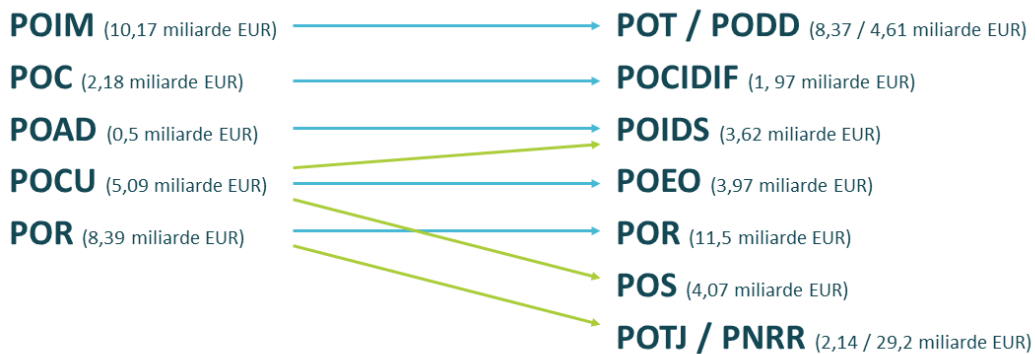 POIM (10,17 miliarde EUR)
POC (2,18 miliarde EUR)
POAD (0,5 miliarde EUR)
POCU (5,09 miliarde EUR)
POR (8,39 miliarde EUR)
POT / PODD (8,37 / 4,61 miliarde EUR)
POCIDIF (1, 97 miliarde EUR)
POIDS (3,62 miliarde EUR)
POEO (3,97 miliarde EUR)
POR (11,5 miliarde EUR)
POS (4,07 miliarde EUR)
POTJ / PNRR (2,14 / 29,2 miliarde EUR)